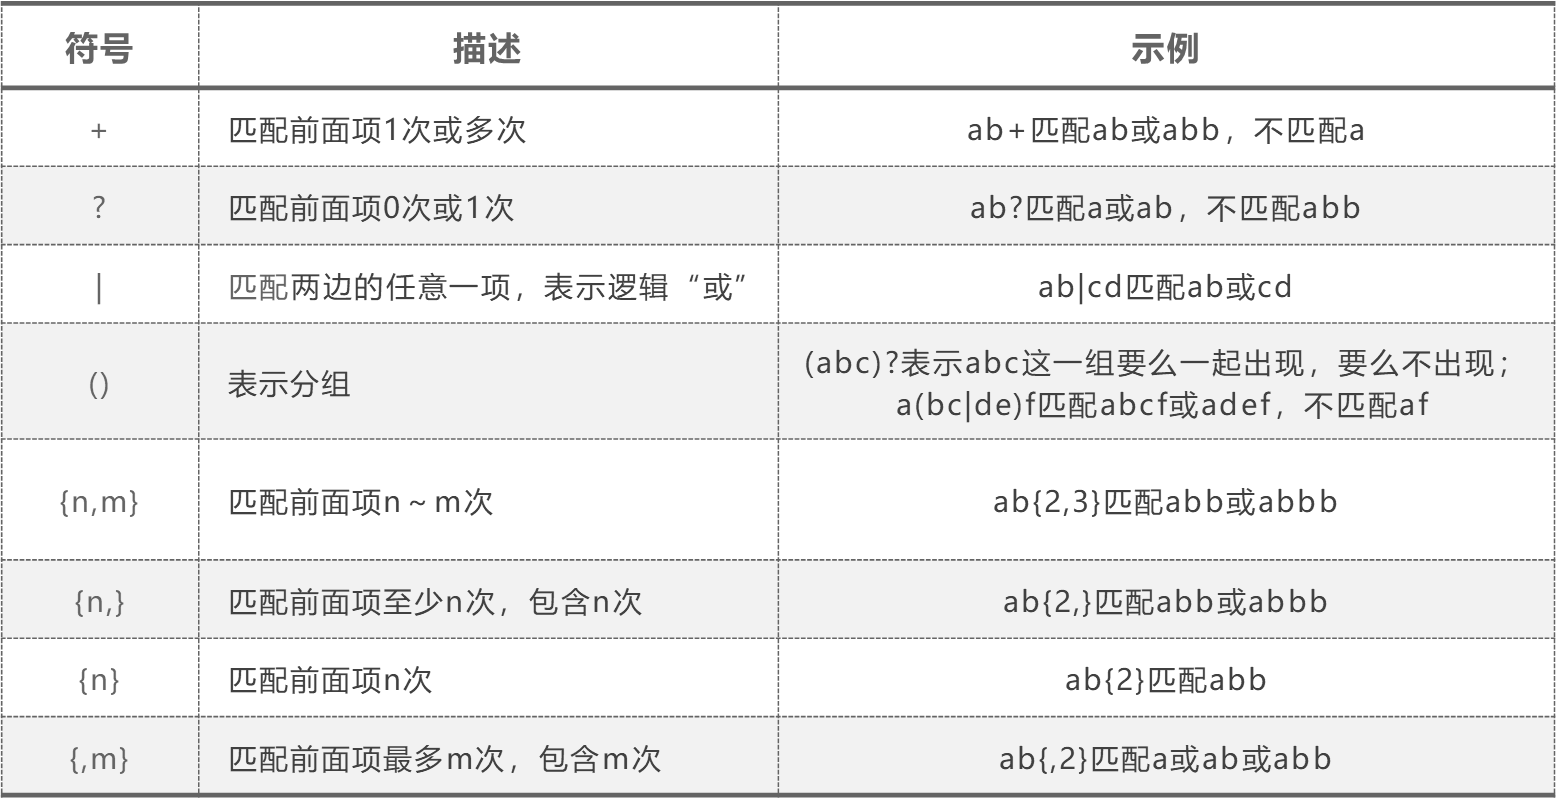 符号 描述 示例
+ 匹配前面项1次或多次 ab+匹配ab或abb，不匹配a
? 匹配前面项0次或1次 ab?匹配a或ab，不匹配abb
| 匹配两边的任意一项，表示逻辑“或” ab|cd匹配ab或cd
() 表示分组 (abc)?表示abc这一组要么一起出现，要么不出现；
a(bc|de)f匹配abcf或adef，不匹配af
{n,m} 匹配前面项n～m次 ab{2,3}匹配abb或abbb
{n,} 匹配前面项至少n次，包含n次 ab{2,}匹配abb或abbb
{n} 匹配前面项n次 ab{2}匹配abb
{,m} 匹配前面项最多m次，包含m次 ab{,2}匹配a或ab或abb